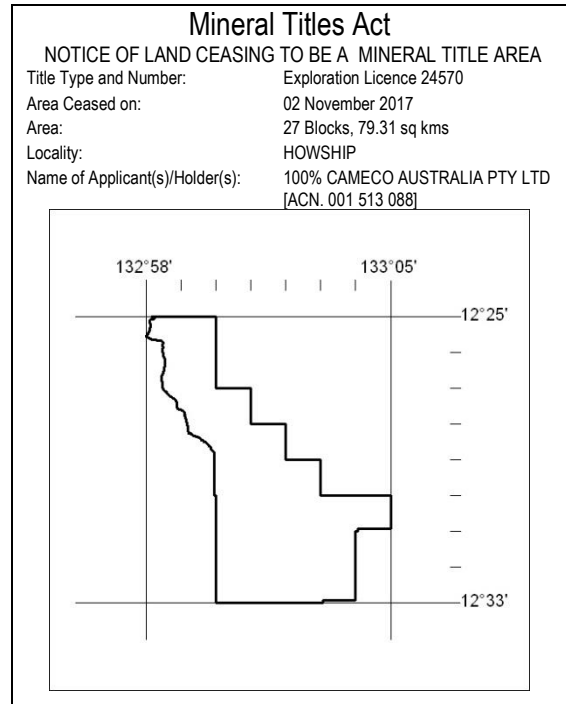 Mineral Titles Act
NOTICE OF LAND CEASING TO BE A MINERAL TITLE AREA
Title Type and Number: Exploration Licence 24570
Area Ceased on: 02 November 2017
Area: 27 Blocks, 79.31 sq kms
Locality: HOWSHIP
Name of Applicant(s)/Holder(s): 100% CAMECO AUSTRALIA PTY LTD
[ACN. 001 513 088]
132°58' 133°05'
12°25'
12°33'